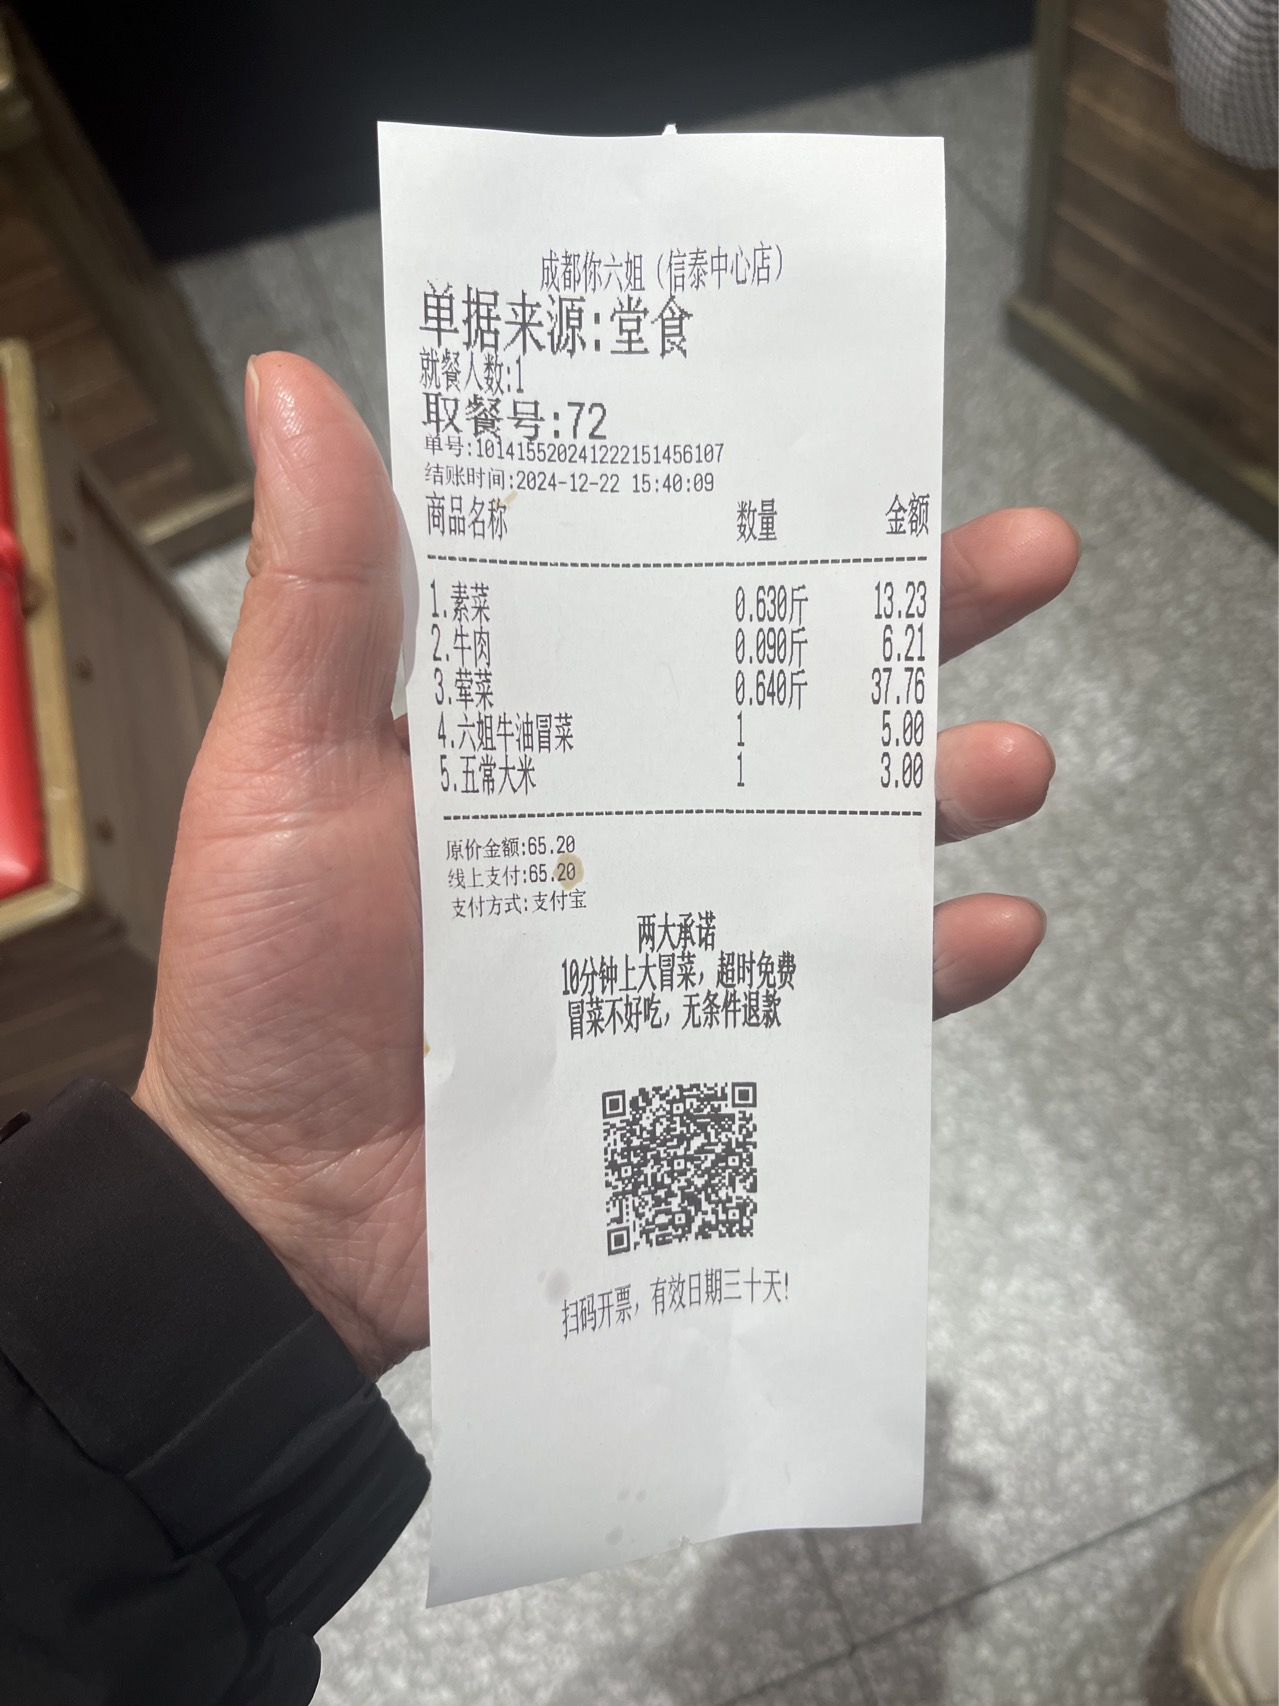 成都你六姐（信泰中心店）
单据来源:堂食
就餐人数:1
取餐号:72
单号:101415520241222151456107
结账时间:2024-12-22 15:40:09
商品名称 数量 金额
1.素菜 0.630斤 13.23
2.牛肉 0.090斤 6.21
3.荤菜 0.640斤 37.76
4.六姐牛油冒菜 1 5.00
5.五常大米 1 3.00
原价金额:65.20
线上支付:65.20
支付方式:支付宝
两大承诺
10分钟上大冒菜，超时免费
冒菜不好吃，无条件退款
扫码开票，有效日期三十天!